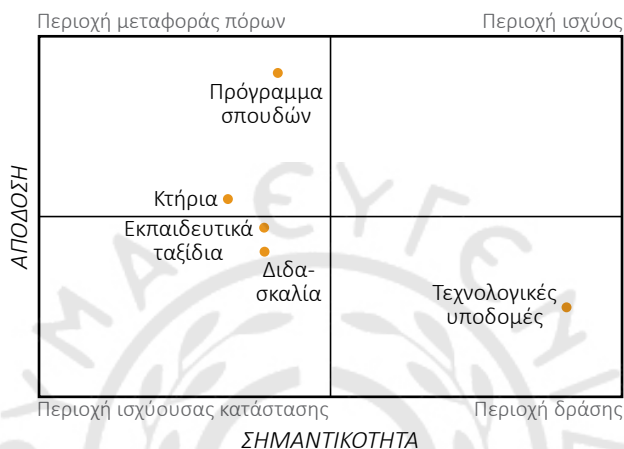 Περιοχή μεταφοράς πόρων
Περιοχή ισχύος
Πρόγραμμα
σπουδών
Κτήρια
Εκπαιδευτικά
ταξίδια
Διδα-
σκαλία
Τεχνολογικές
υποδομές
ΑΠΟΔΟΣΗ
Περιοχή ισχύουσας κατάστασης
Περιοχή δράσης
ΣΗΜΑΝΤΙΚΟΤΗΤΑ